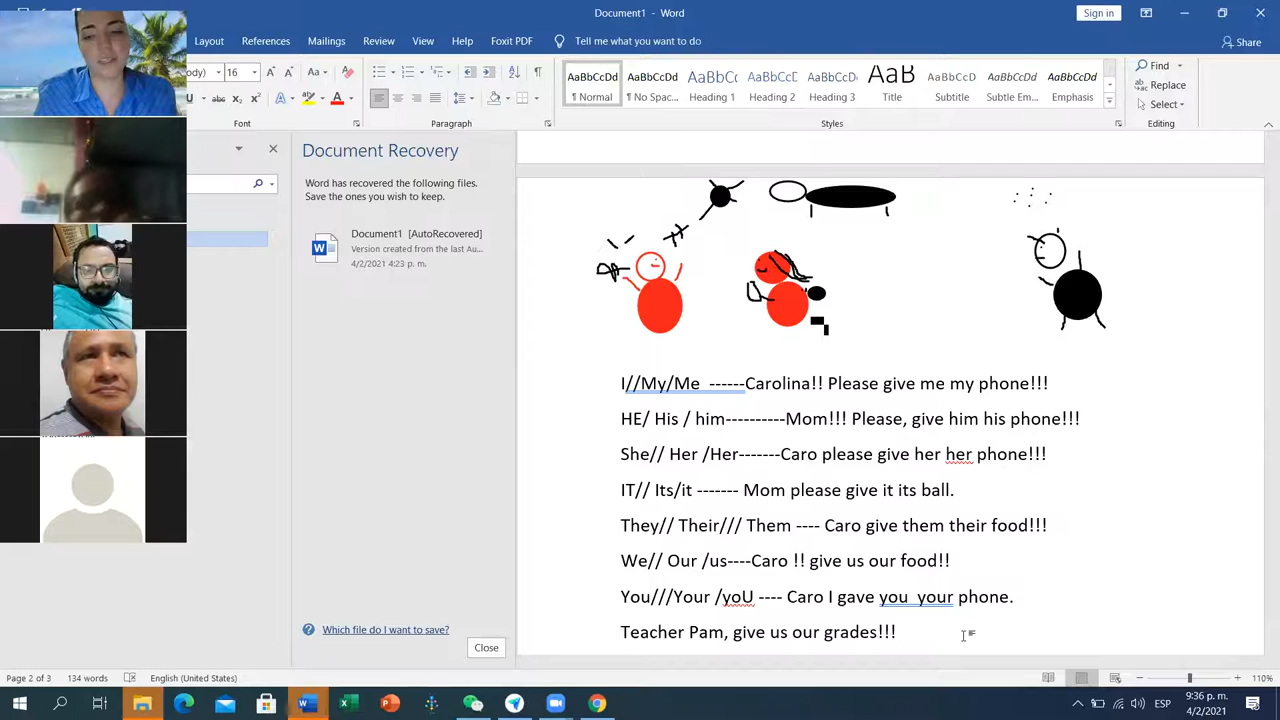 Document1 - Word
Sign in
Layout References Mailings Review View Help Foxit PDF Tell me what you want to do
Share
16
Aa
AaBbCcDd AaBbCcDd AaBbCc AaBbCcD AaBbCcD AaB AaBbCcD AaBbCcDd AaBbCcDd
¶ Normal ¶ No Spac... Heading 1 Heading 2 Heading 3 Title Subtitle Subtle Em... Emphasis
Find
Replace
Select
Font Paragraph Styles Editing
Document Recovery
Word has recovered the following files.
Save the ones you wish to keep.
Document1 [AutoRecovered]
Version created from the last Au...
4/2/2021 4:23 p. m.
I//My/Me ------Carolina!! Please give me my phone!!!
HE/ His / him----------Mom!!! Please, give him his phone!!!
She// Her /Her-------Caro please give her her phone!!!
IT// Its/it ------- Mom please give it its ball.
They// Their/// Them ---- Caro give them their food!!!
We// Our /us----Caro !! give us our food!!
You///Your /yoU ---- Caro I gave you your phone.
Teacher Pam, give us our grades!!!
Which file do I want to save?
Close
Page 2 of 3 134 words English (United States) 110%
ESP 9:36 p. m.
4/2/2021